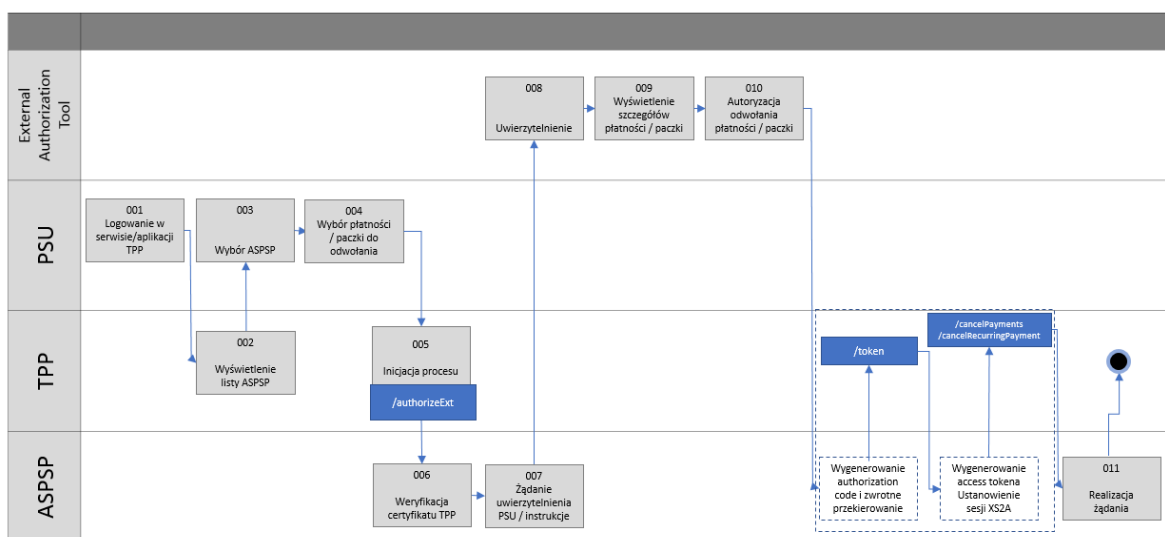 External
Authorization
Tool
008
Uwierzytelnienie
009
Wyświetlenie
szczegółów
płatności / paczki
010
Autoryzacja
odwołania
płatności / paczki
PSU
001
Logowanie w
serwisie/aplikacji
TPP
003
Wybór ASPSP
004
Wybór płatności
/ paczki do
odwołania
TPP
002
Wyświetlenie
listy ASPSP
005
Inicjacja procesu
/authorizeExt
/token
/cancelPayments
/cancelRecurringPayment
ASPSP
006
Weryfikacja
certyfikatu TPP
007
Żądanie
uwierzytelnienia
PSU / instrukcje
Wygenerowanie
authorization
code i zwrotne
przekierowanie
Wygenerowanie
access tokena
Ustanowienie
sesji XS2A
011
Realizacja
żądania